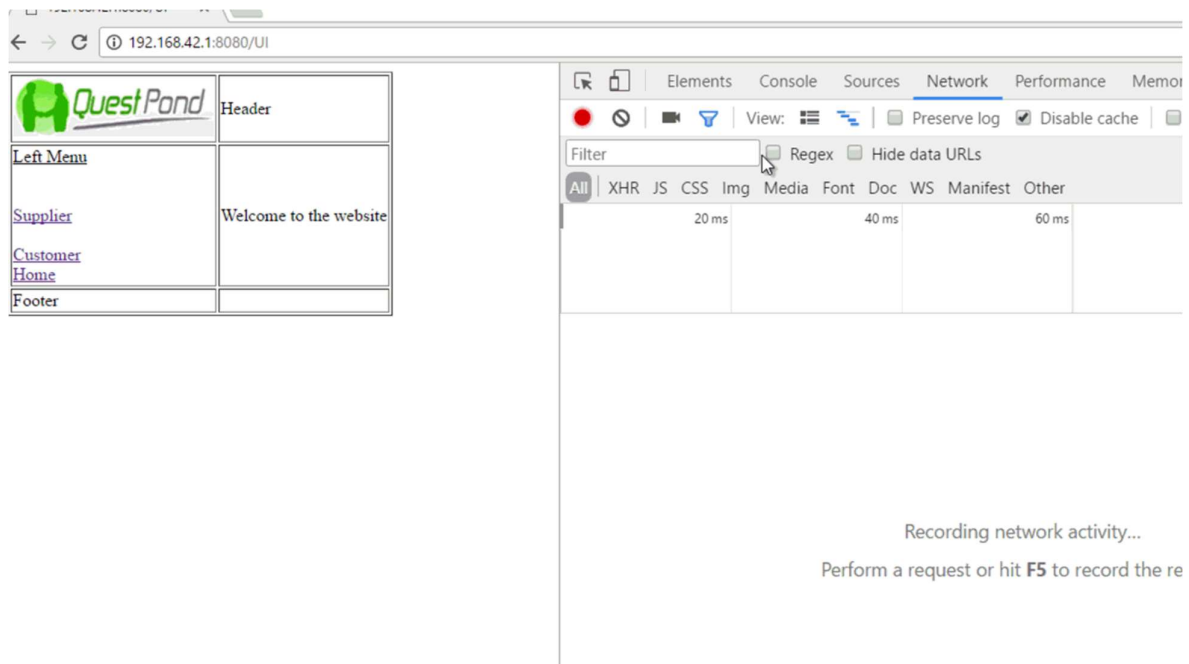 192.168.42.1:8080/UI
QuestPond
Header
Left Menu
Supplier
Welcome to the website
Customer
Home
Footer
Elements Console Sources Network Performance Memor
View: Preserve log Disable cache
Filter Regex Hide data URLs
All XHR JS CSS Img Media Font Doc WS Manifest Other
20 ms 40 ms 60 ms
Recording network activity...
Perform a request or hit F5 to record the re